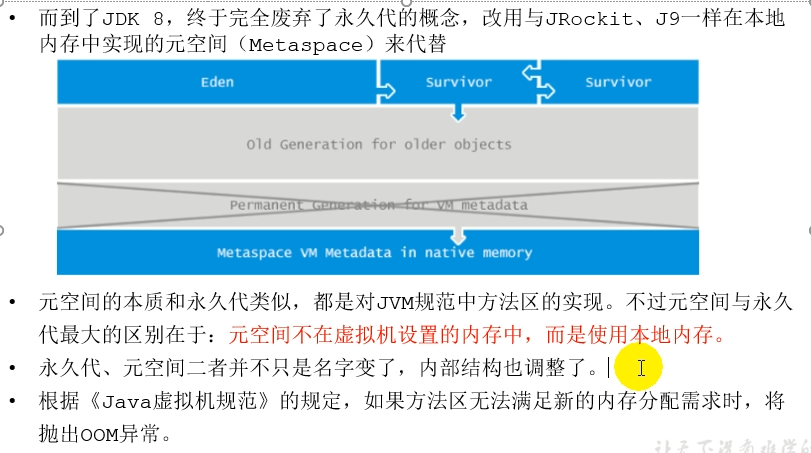 • 而到了JDK 8，终于完全废弃了永久代的概念，改用与JRockit、J9一样在本地
内存中实现的元空间（Metaspace）来代替
Eden
Survivor
Survivor
Old Generation for older objects
Permanent Generation for VM metadata
Metaspace VM Metadata in native memory
• 元空间的本质和永久代类似，都是对JVM规范中方法区的实现。不过元空间与永久
代最大的区别在于：元空间不在虚拟机设置的内存中，而是使用本地内存。
• 永久代、元空间二者并不只是名字变了，内部结构也调整了。
• 根据《Java虚拟机规范》的规定，如果方法区无法满足新的内存分配需求时，将
抛出OOM异常。